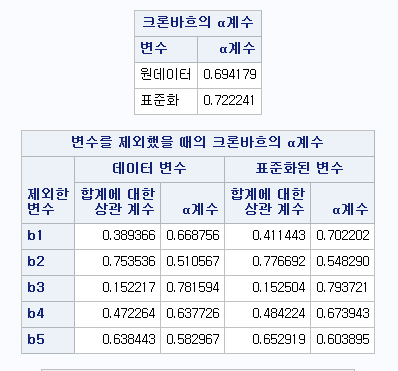 크론바흐의 α계수
변수 α계수
원데이터 0.694179
표준화 0.722241
변수를 제외했을 때의 크론바흐의 α계수
데이터 변수 표준화된 변수
제외한 변수 합계에 대한 상관 계수 α계수 합계에 대한 상관 계수 α계수
b1 0.389366 0.668756 0.411443 0.702202
b2 0.753536 0.510567 0.776692 0.548290
b3 0.152217 0.781594 0.152504 0.793721
b4 0.472264 0.637726 0.484224 0.673943
b5 0.638443 0.582967 0.652919 0.603895